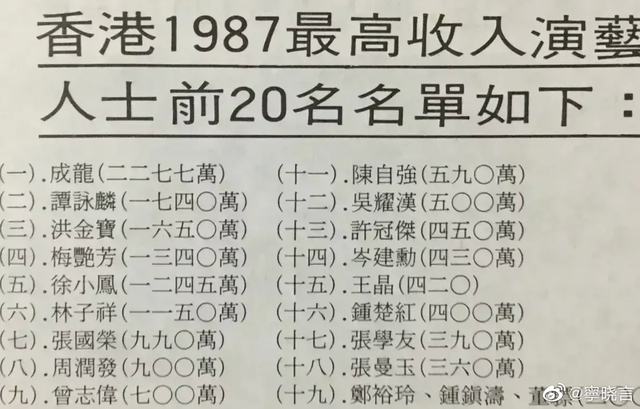 香港1987最高收入演藝
人士前20名名單如下：
(一).成龍(二二七七萬)
(二).譚詠麟(一七四〇萬)
(三).洪金寶(一六五〇萬)
(四).梅艷芳(一三四〇萬)
(五).徐小鳳(一二四五萬)
(六).林子祥(一一五〇萬)
(七).張國榮(九九〇萬)
(八).周潤發(九〇〇萬)
(九).曾志偉(七〇〇萬)
(十一).陳自強(五九〇萬)
(十二).吳耀漢(五〇〇萬)
(十三).許冠傑(四五〇萬)
(十四).岑建勳(四三〇萬)
(十五).王晶(四二〇)
(十六).鍾楚紅(四〇〇萬)
(十七).張學友(三九〇萬)
(十八).張曼玉(三六〇萬)
(十九).鄭裕玲、鍾鎮濤、董
@寧晓言